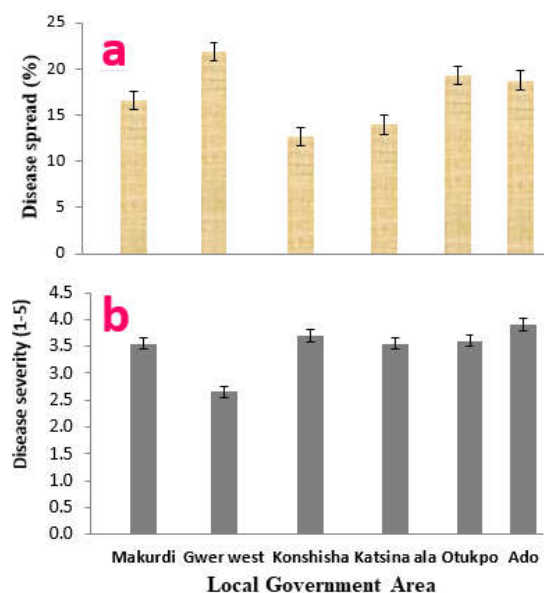 a
Disease spread (%)
25
20
15
10
5
0
b
Disease severity (1-5)
4.5
4.0
3.5
3.0
2.5
2.0
1.5
1.0
0.5
0.0
Makurdi Gwer west Konshisha Katsina ala Otukpo Ado
Local Government Area